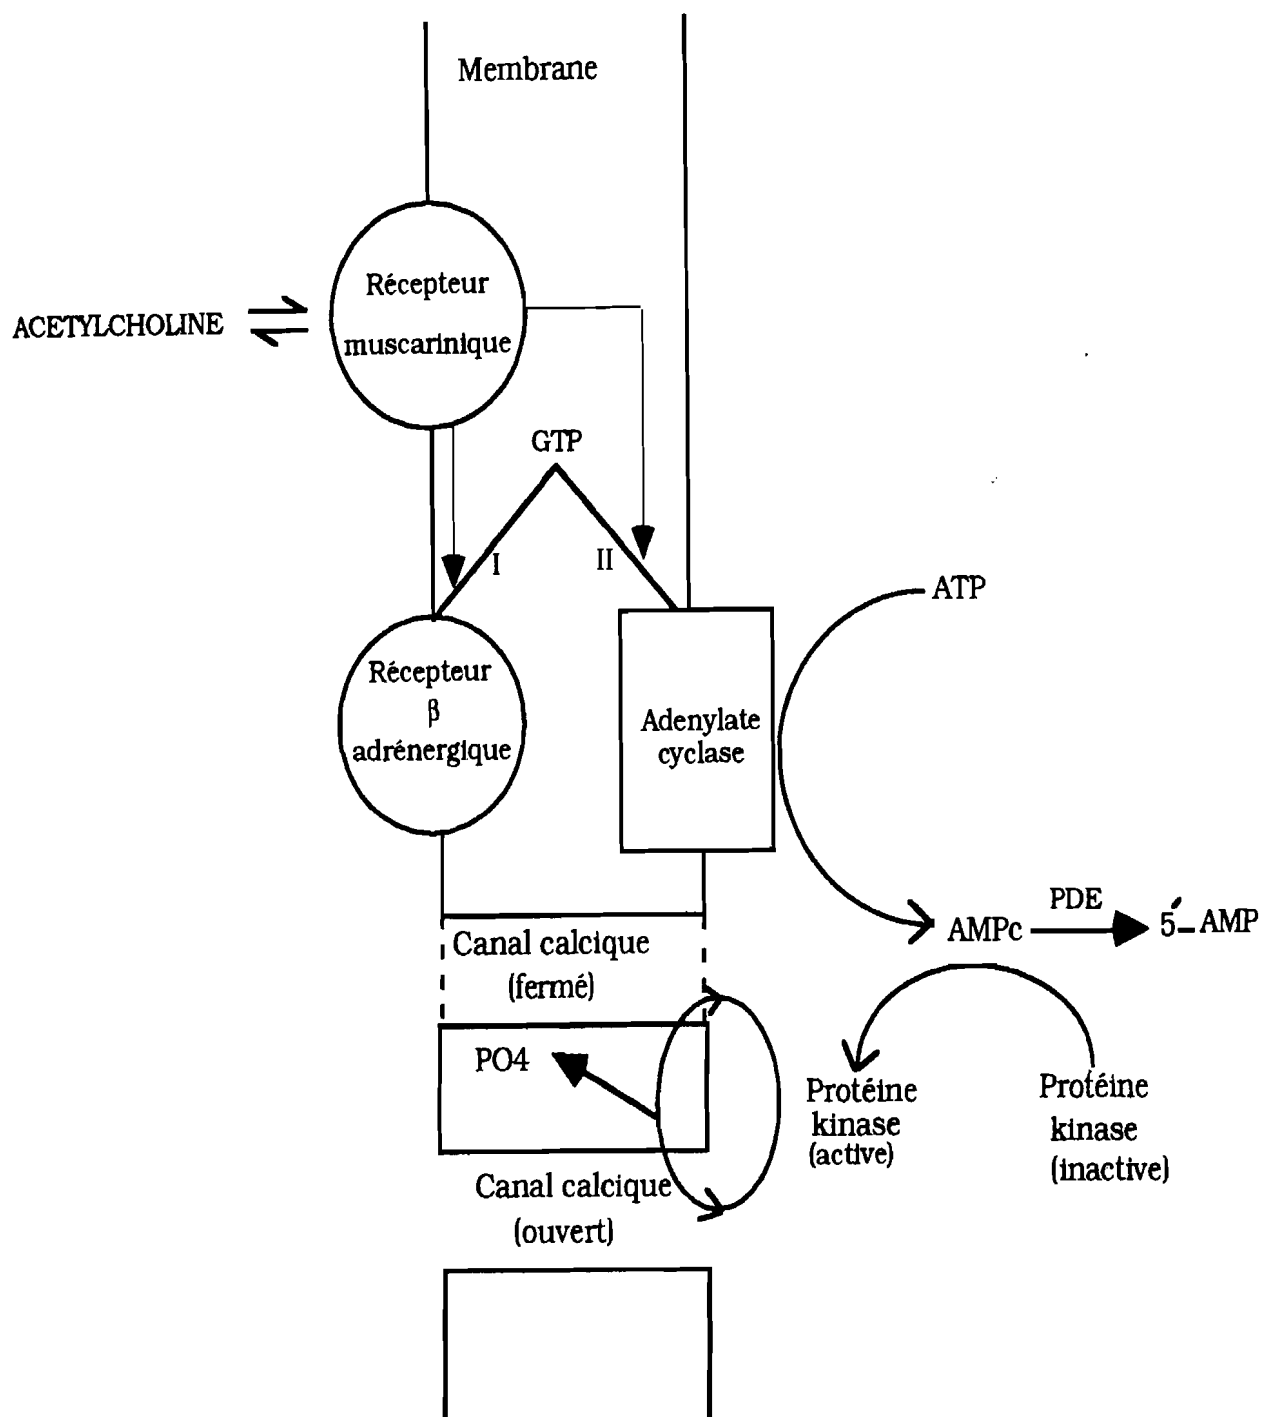 Membrane
Récepteur
muscarinique
ACETYLCHOLINE
GTP
I
II
ATP
Récepteur
β
adrénergique
Adenylate
cyclase
PDE
AMPc
5'-AMP
Canal calcique
(fermé)
PO4
Protéine
kinase
(active)
Protéine
kinase
(inactive)
Canal calcique
(ouvert)